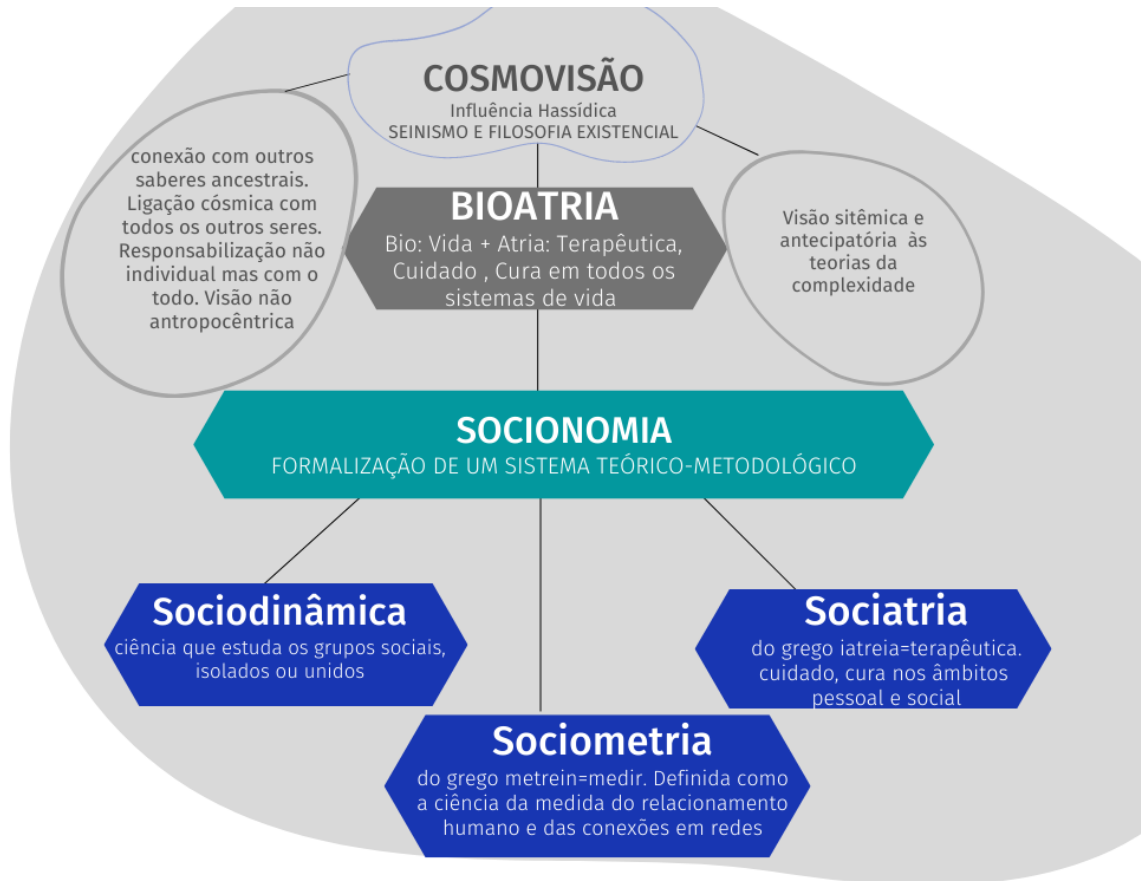 COSMOVISÃO
Influência Hassídica
SEINISMO E FILOSOFIA EXISTENCIAL
conexão com outros
saberes ancestrais.
Ligação cósmica com
todos os outros seres.
Responsabilização não
individual mas com o
todo. Visão não
antropocêntrica
BIOATRIA
Bio: Vida + Atria: Terapêutica,
Cuidado , Cura em todos os
sistemas de vida
Visão sitêmica e
antecipatória às
teorias da
complexidade
SOCIONOMIA
FORMALIZAÇÃO DE UM SISTEMA TEÓRICO-METODOLÓGICO
Sociodinâmica
ciência que estuda os grupos sociais,
isolados ou unidos
Sociatria
do grego iatreia=terapêutica.
cuidado, cura nos âmbitos
pessoal e social
Sociometria
do grego metrein=medir. Definida como
a ciência da medida do relacionamento
humano e das conexões em redes